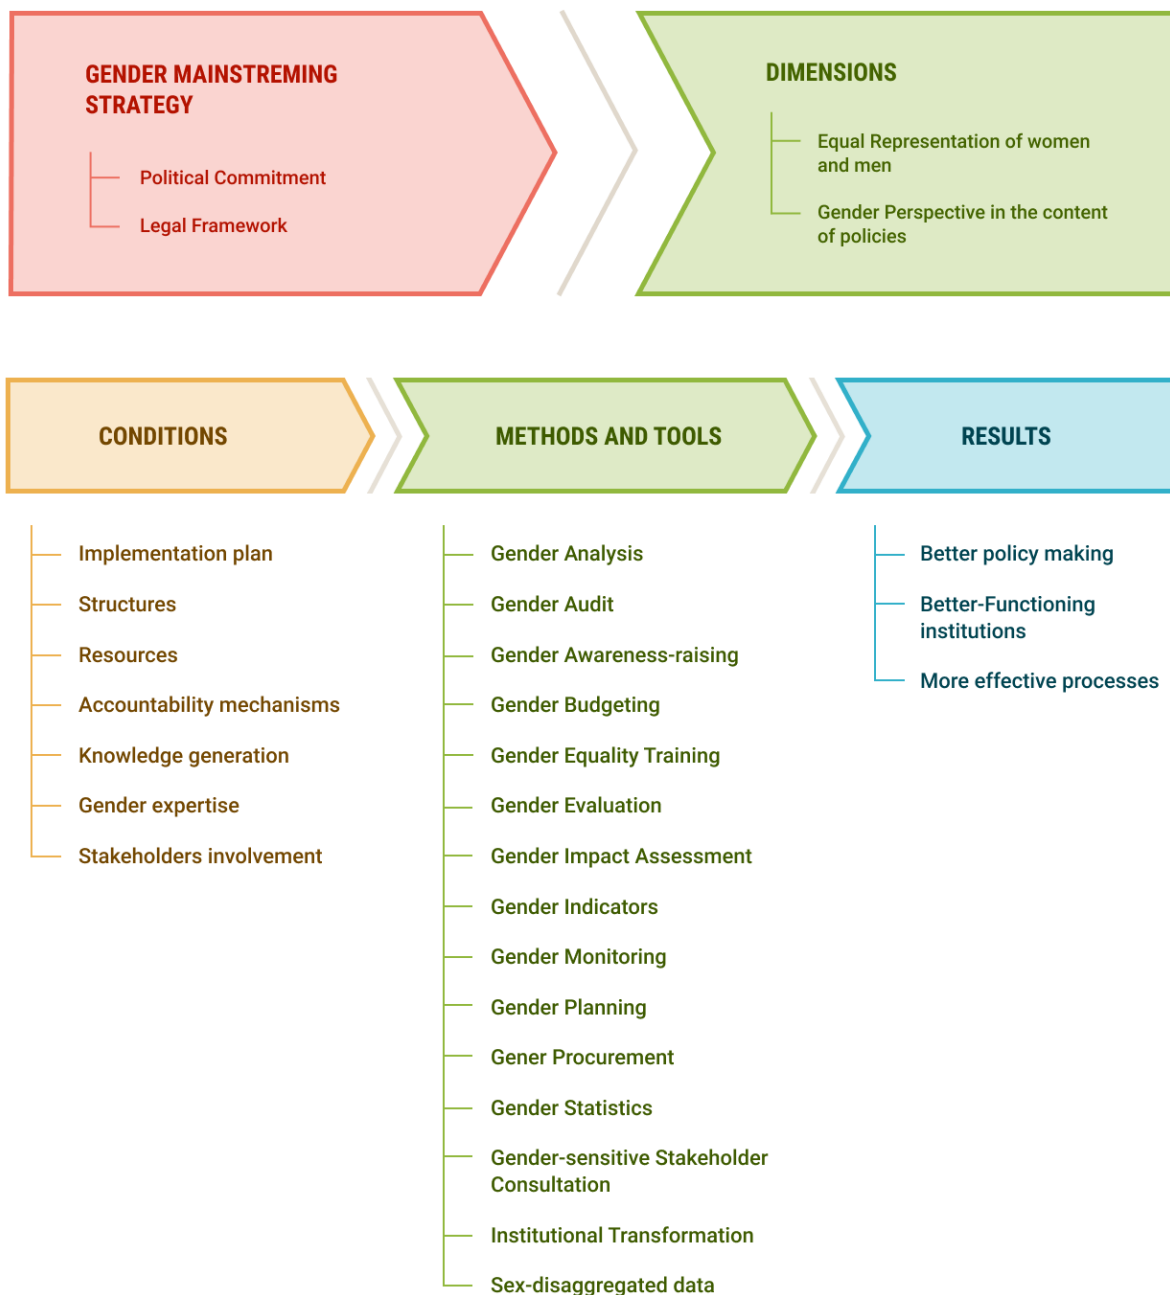 GENDER MAINSTREMING
STRATEGY
Political Commitment
Legal Framework
DIMENSIONS
Equal Representation of women
and men
Gender Perspective in the content
of policies
CONDITIONS
Implementation plan
Structures
Resources
Accountability mechanisms
Knowledge generation
Gender expertise
Stakeholders involvement
METHODS AND TOOLS
Gender Analysis
Gender Audit
Gender Awareness-raising
Gender Budgeting
Gender Equality Training
Gender Evaluation
Gender Impact Assessment
Gender Indicators
Gender Monitoring
Gender Planning
Gener Procurement
Gender Statistics
Gender-sensitive Stakeholder
Consultation
Institutional Transformation
Sex-disaggregated data
RESULTS
Better policy making
Better-Functioning
institutions
More effective processes